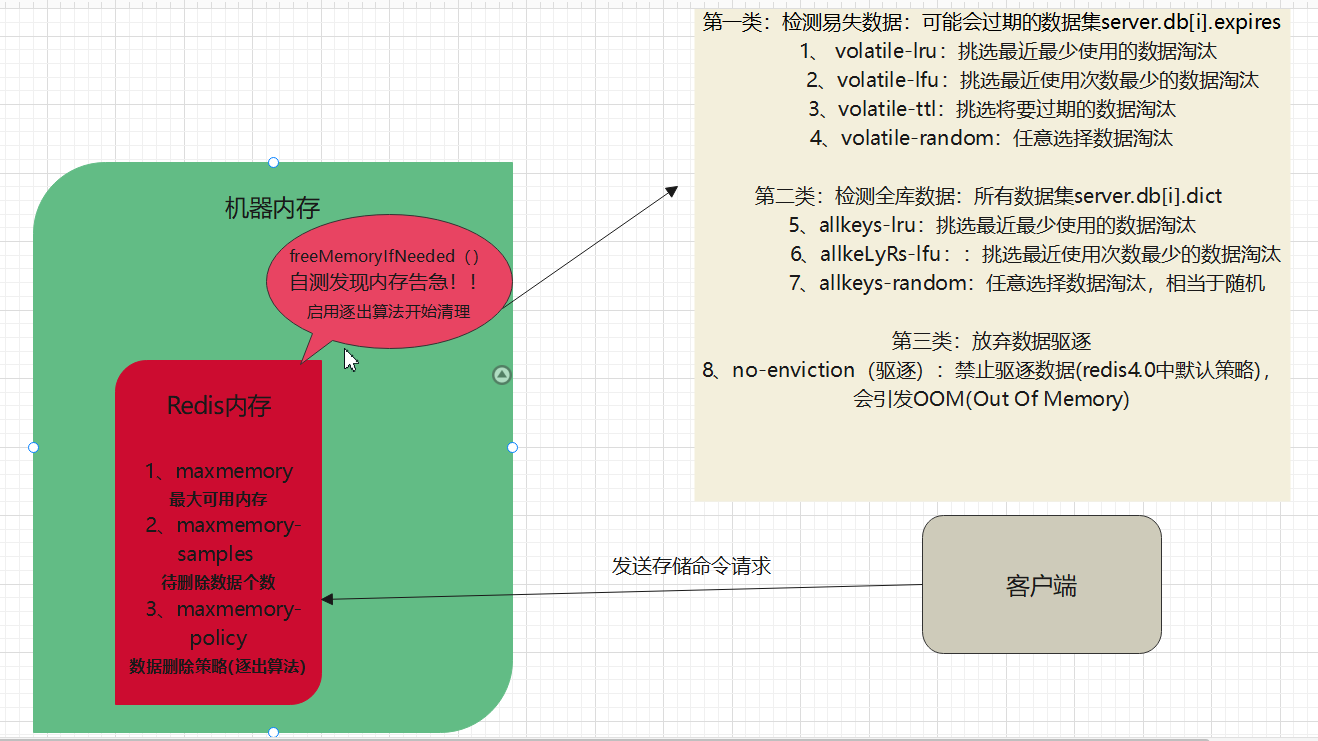 第一类：检测易失数据：可能会过期的数据集server.db[i].expires
1、 volatile-lru：挑选最近最少使用的数据淘汰
2、volatile-lfu：挑选最近使用次数最少的数据淘汰
3、volatile-ttl：挑选将要过期的数据淘汰
4、volatile-random：任意选择数据淘汰
第二类：检测全库数据：所有数据集server.db[i].dict
5、allkeys-lru：挑选最近最少使用的数据淘汰
6、allkeLyRs-lfu：：挑选最近使用次数最少的数据淘汰
7、allkeys-random：任意选择数据淘汰，相当于随机
第三类：放弃数据驱逐
8、no-enviction（驱逐）：禁止驱逐数据(redis4.0中默认策略)，
会引发OOM(Out Of Memory)
机器内存
freeMemoryIfNeeded（）
自测发现内存告急！！
启用逐出算法开始清理
Redis内存
1、maxmemory
最大可用内存
2、maxmemory-
samples
待删除数据个数
3、maxmemory-
policy
数据删除策略(逐出算法)
发送存储命令请求
客户端